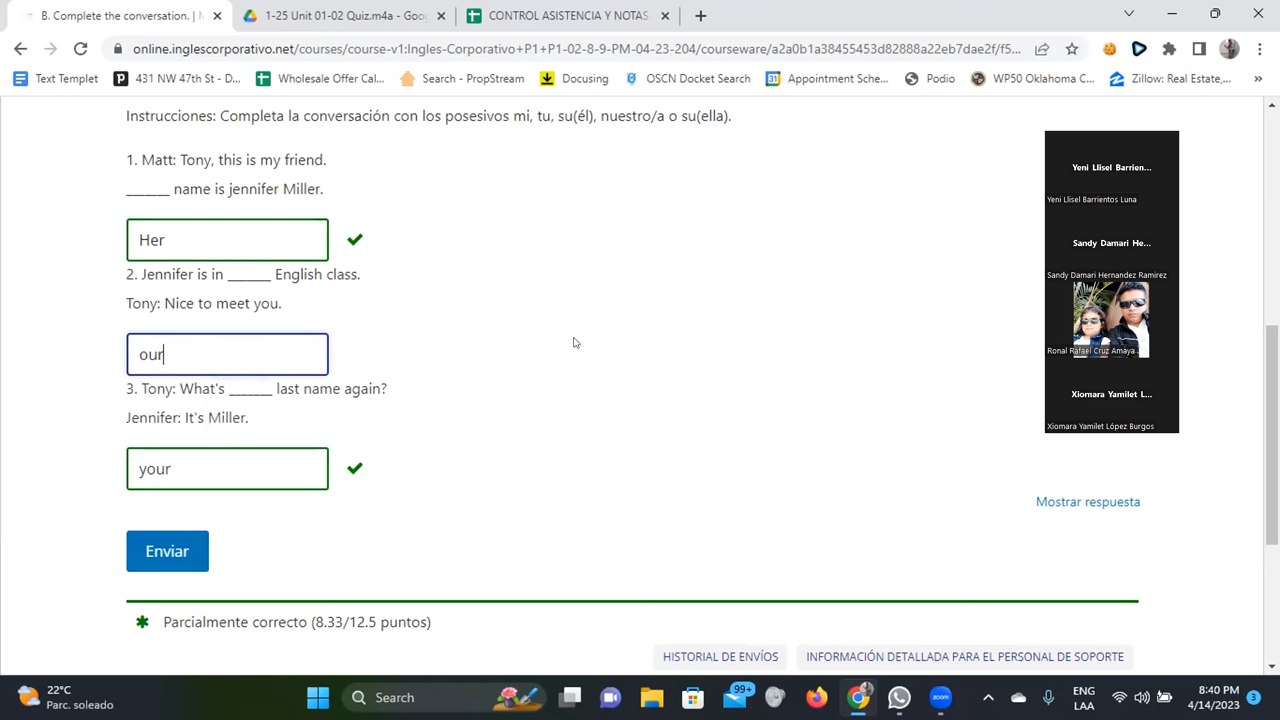 B. Complete the conversation. | M
1-25 Unit 01-02 Quiz.m4a - Goo
CONTROL ASISTENCIA Y NOTAS
online.inglescorporativo.net/courses/course-v1:Ingles-Corporativo+P1+P1-02-8-9-PM-04-23-204/courseware/a2a0b1a38455453d82888a22eb7dae2f/f5...
Text Templet
431 NW 47th St - D...
Wholesale Offer Cal...
Search - PropStream
Docusing
OSCN Docket Search
Appointment Sche...
Podio
WP50 Oklahoma C...
Zillow: Real Estate,...
Instrucciones: Completa la conversación con los posesivos mi, tu, su(él), nuestro/a o su(ella).
1. Matt: Tony, this is my friend.
_______ name is jennifer Miller.
Her
2. Jennifer is in _______ English class.
Tony: Nice to meet you.
our
3. Tony: What's _______ last name again?
Jennifer: It's Miller.
your
Mostrar respuesta
Enviar
Parcialmente correcto (8.33/12.5 puntos)
HISTORIAL DE ENVÍOS
INFORMACIÓN DETALLADA PARA EL PERSONAL DE SOPORTE
Yeni Llisel Barrien...
Yeni Llisel Barrientos Luna
Sandy Damari He...
Sandy Damari Hernandez Ramirez
Ronal Rafael Cruz Amaya
Xiomara Yamilet L...
Xiomara Yamilet López Burgos
22°C
Parc. soleado
Search
99+
ENG
LAA
8:40 PM
4/14/2023
3